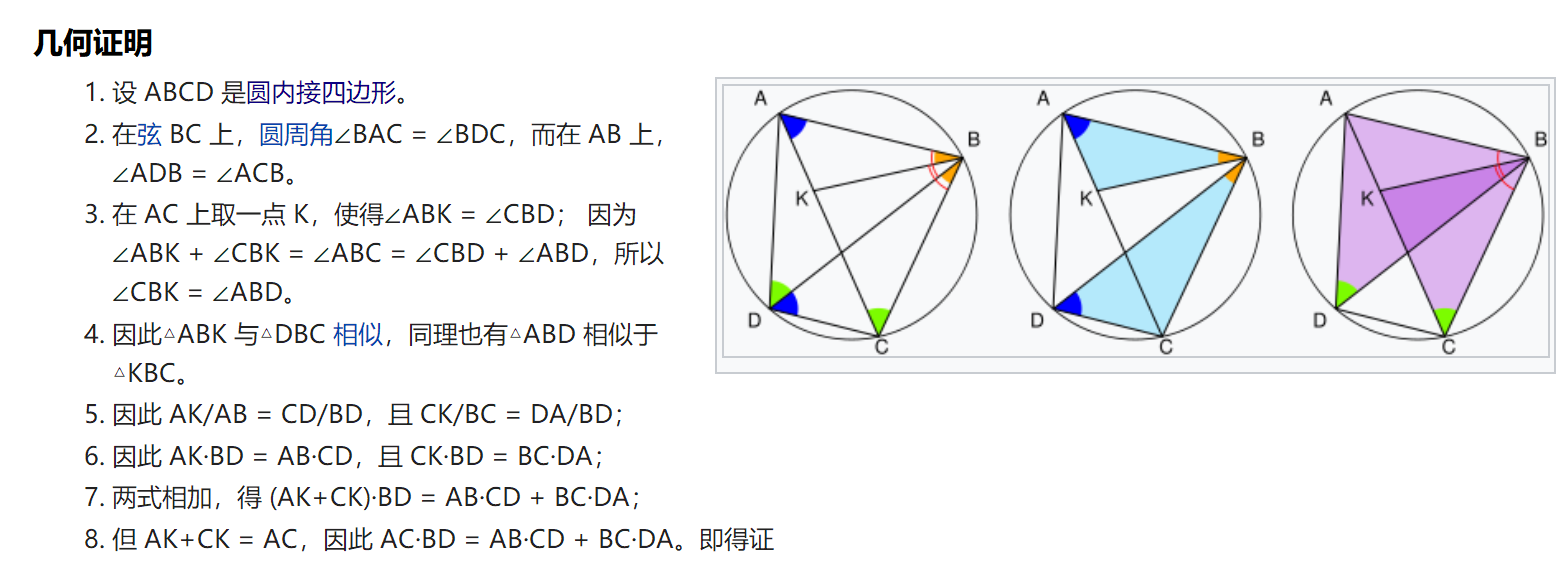 几何证明
1. 设 ABCD 是圆内接四边形。
2. 在弦 BC 上，圆周角∠BAC = ∠BDC，而在 AB 上，
∠ADB = ∠ACB。
3. 在 AC 上取一点 K，使得∠ABK = ∠CBD； 因为
∠ABK + ∠CBK = ∠ABC = ∠CBD + ∠ABD，所以
∠CBK = ∠ABD。
4. 因此△ABK 与△DBC 相似，同理也有△ABD 相似于
△KBC。
5. 因此 AK/AB = CD/BD，且 CK/BC = DA/BD；
6. 因此 AK·BD = AB·CD，且 CK·BD = BC·DA；
7. 两式相加，得 (AK+CK)·BD = AB·CD + BC·DA；
8. 但 AK+CK = AC，因此 AC·BD = AB·CD + BC·DA。即得证
A
B
K
D
C
A
B
K
D
C
A
B
K
D
C